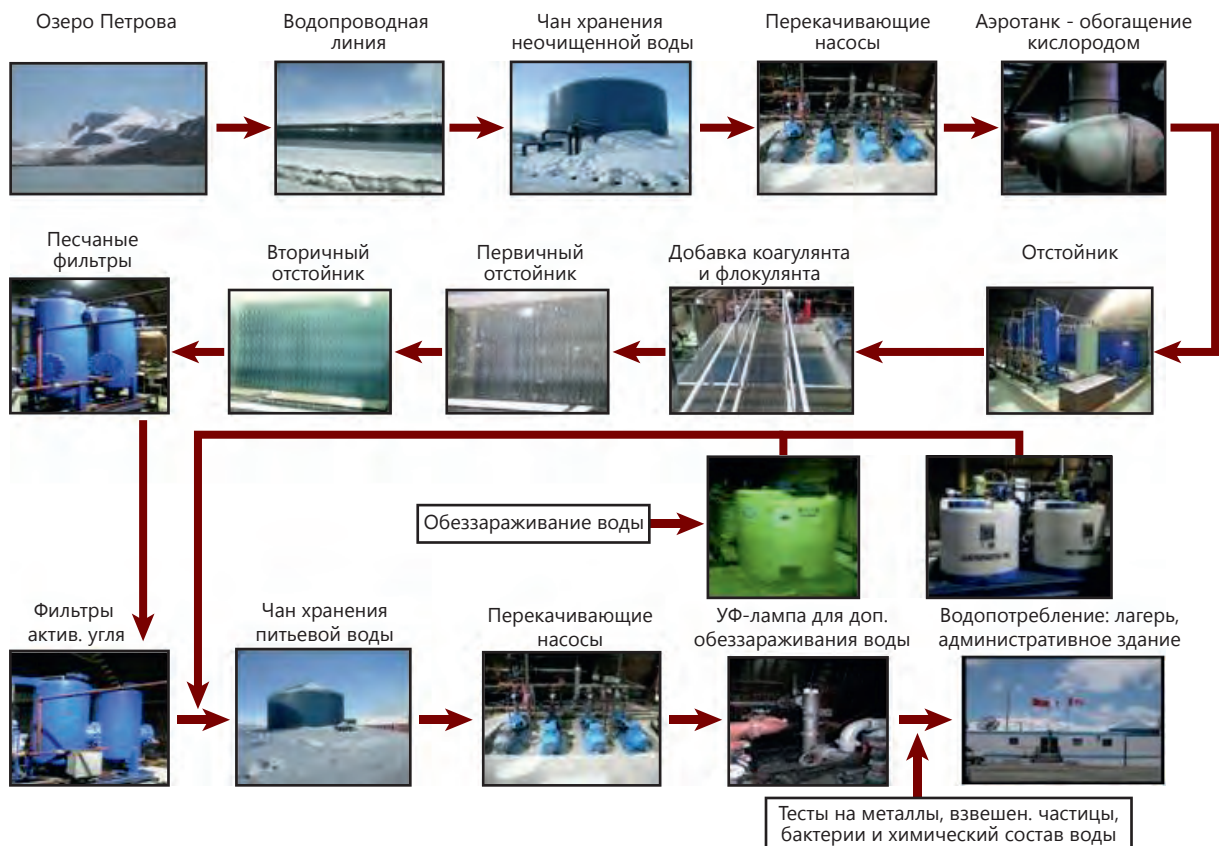 Озеро Петрова
Водопроводная
линия
Чан хранения
неочищенной воды
Перекачивающие
насосы
Аэротанк - обогащение
кислородом
Песчаные
фильтры
Вторичный
отстойник
Первичный
отстойник
Добавка коагулянта
и флокулянта
Отстойник
Обеззараживание воды
Фильтры
актив. угля
Чан хранения
питьевой воды
Перекачивающие
насосы
УФ-лампа для доп.
обеззараживания воды
Водопотребление: лагерь,
административное здание
Тесты на металлы, взвешен. частицы,
бактерии и химический состав воды